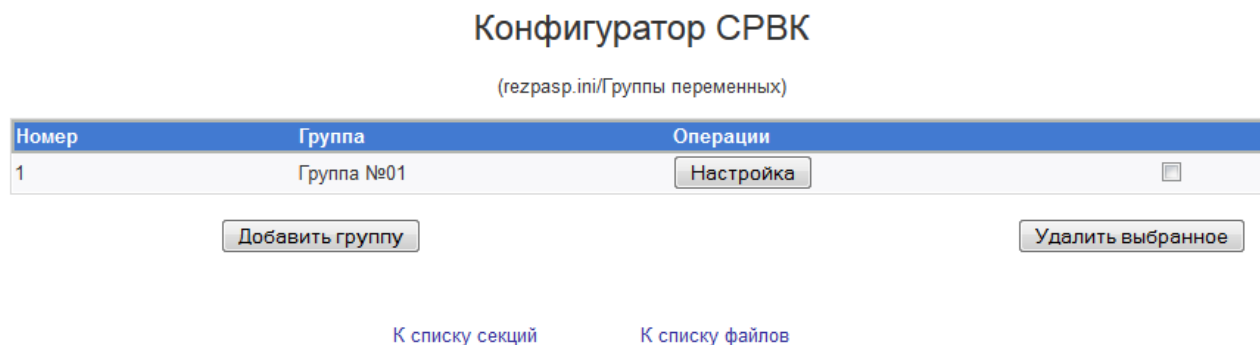 Конфигуратор СРВК
(rezpasp.ini/Группы переменных)
Номер Группа Операции
1 Группа №01 Настройка
Добавить группу Удалить выбранное
К списку секций К списку файлов